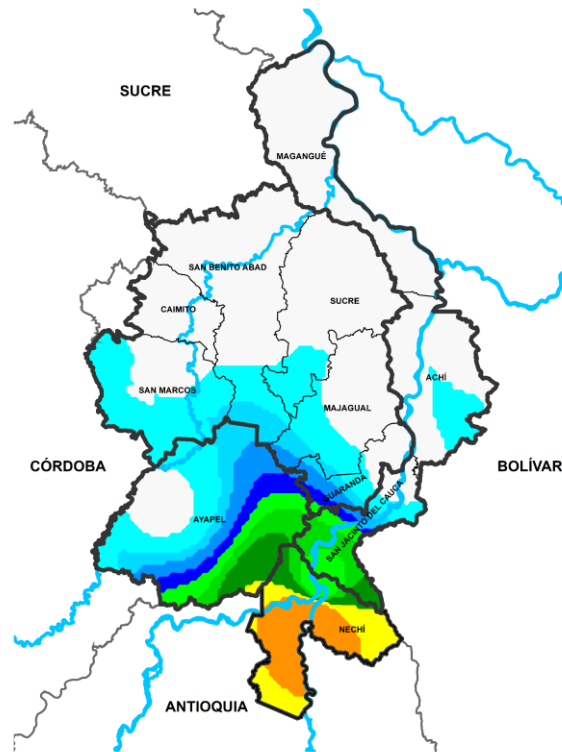 SUCRE
MAGANGUÉ
SAN BENITO ABAD
SUCRE
CAIMITO
ACHÍ
SAN MARCOS
MAJAGUAL
CÓRDOBA
BOLÍVAR
GUARANDA
AYAPEL
SAN JACINTO DEL CAUCA
NECHÍ
ANTIOQUIA